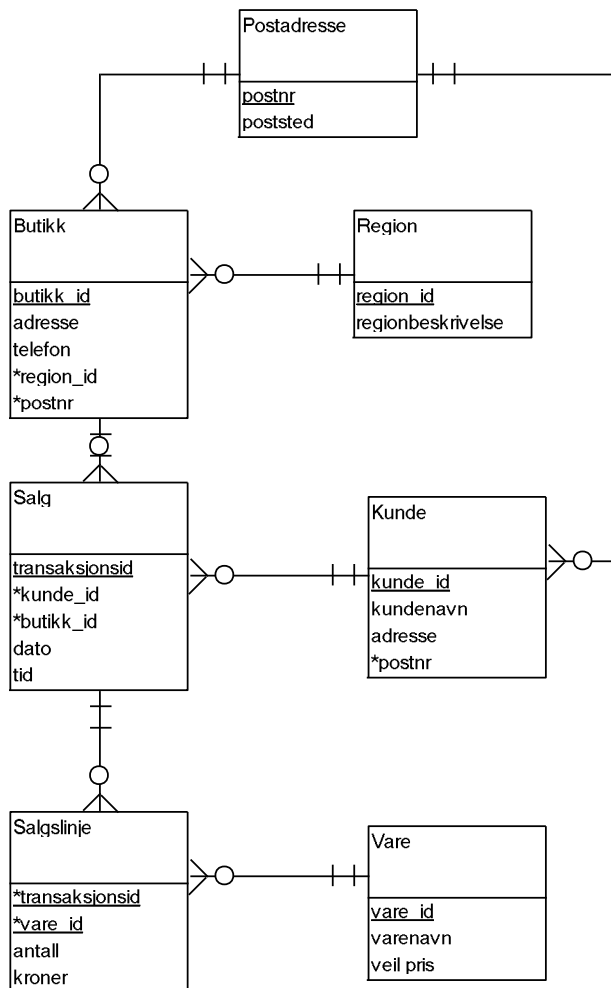 Postadresse
postnr
poststed
Butikk
butikk_id
adresse
telefon
*region_id
*postnr
Region
region_id
regionbeskrivelse
Salg
transaksjonsid
*kunde_id
*butikk_id
dato
tid
Kunde
kunde_id
kundenavn
adresse
*postnr
Salgslinje
*transaksjonsid
*vare_id
antall
kroner
Vare
vare_id
varenavn
veil pris